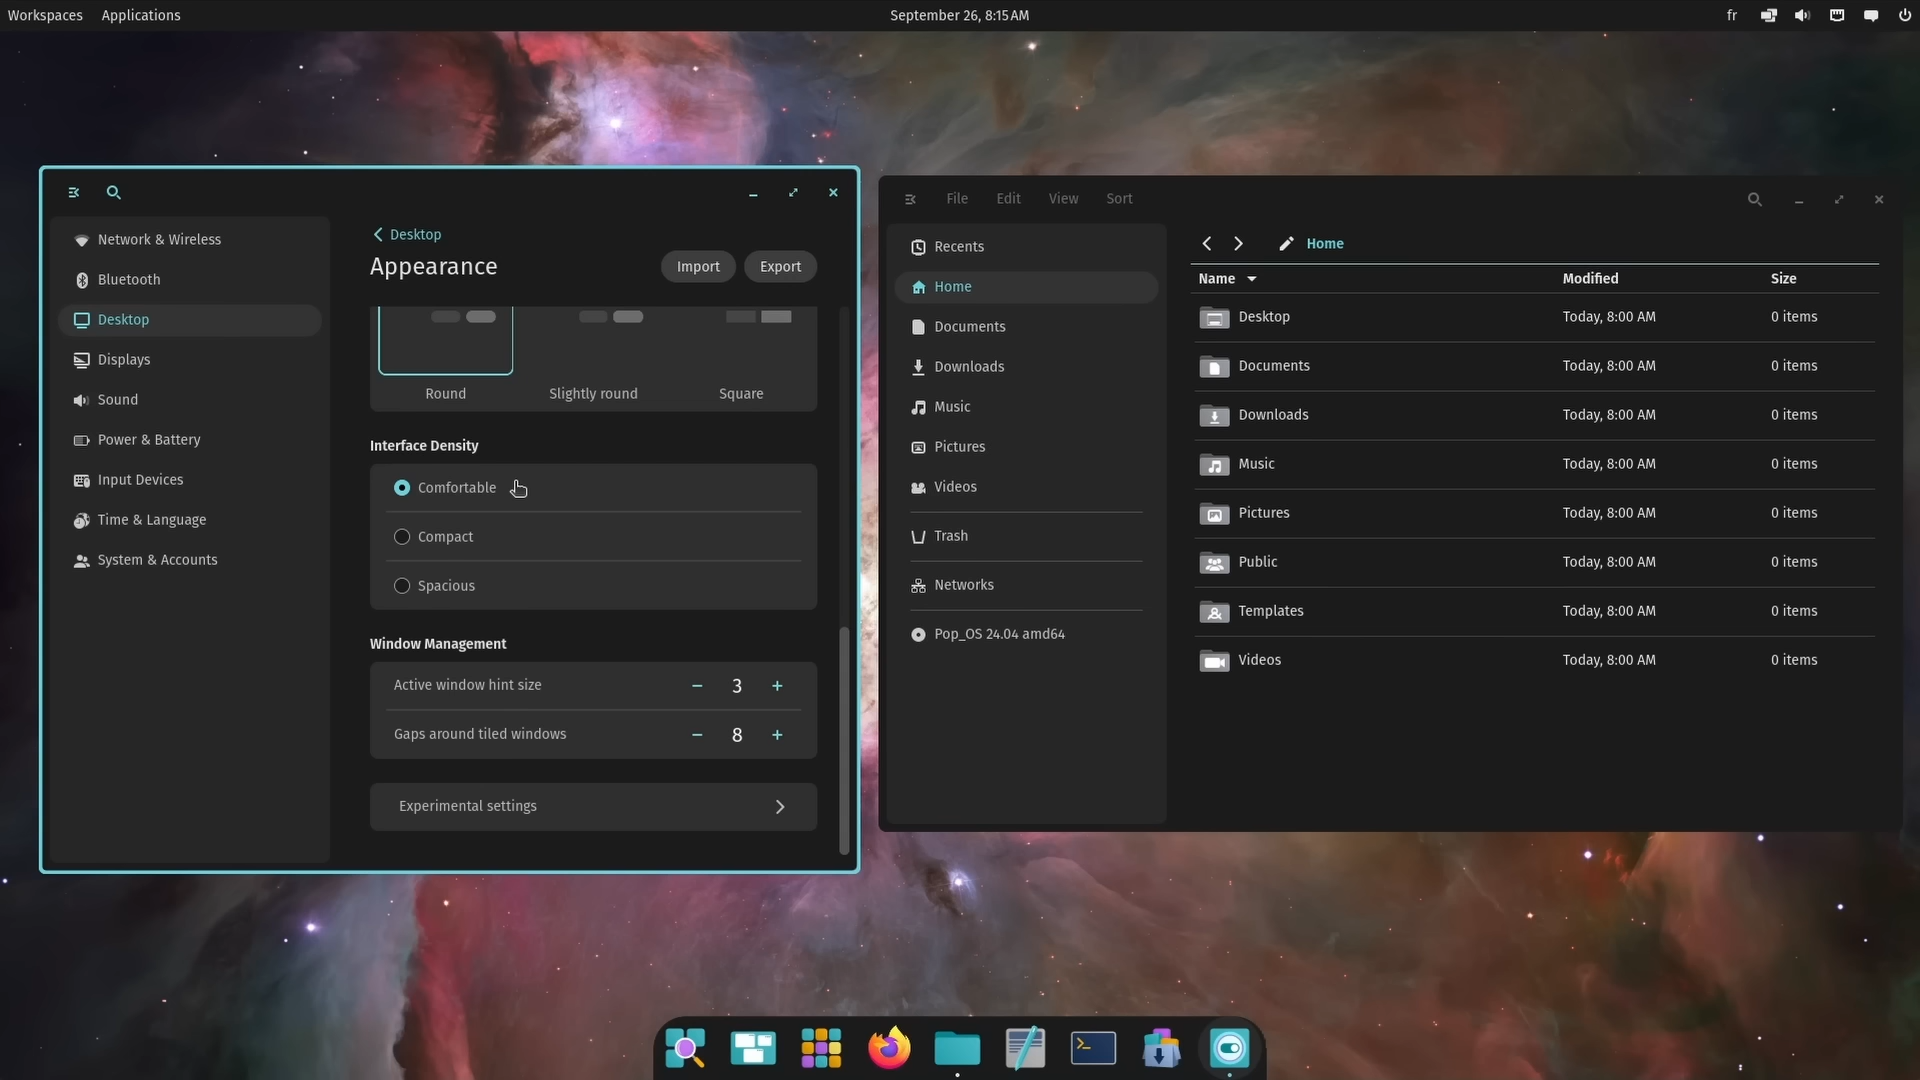 Workspaces Applications September 26, 8:15 AM fr
Network & Wireless
Bluetooth
Desktop
Displays
Sound
Power & Battery
Input Devices
Time & Language
System & Accounts
Desktop
Appearance Import Export
Round Slightly round Square
Interface Density
Comfortable
Compact
Spacious
Window Management
Active window hint size 3
Gaps around tiled windows 8
Experimental settings
File Edit View Sort
Recents
Home
Documents
Downloads
Music
Pictures
Videos
Trash
Networks
Pop_OS 24.04 amd64
Home
Name Modified Size
Desktop Today, 8:00 AM 0 items
Documents Today, 8:00 AM 0 items
Downloads Today, 8:00 AM 0 items
Music Today, 8:00 AM 0 items
Pictures Today, 8:00 AM 0 items
Public Today, 8:00 AM 0 items
Templates Today, 8:00 AM 0 items
Videos Today, 8:00 AM 0 items